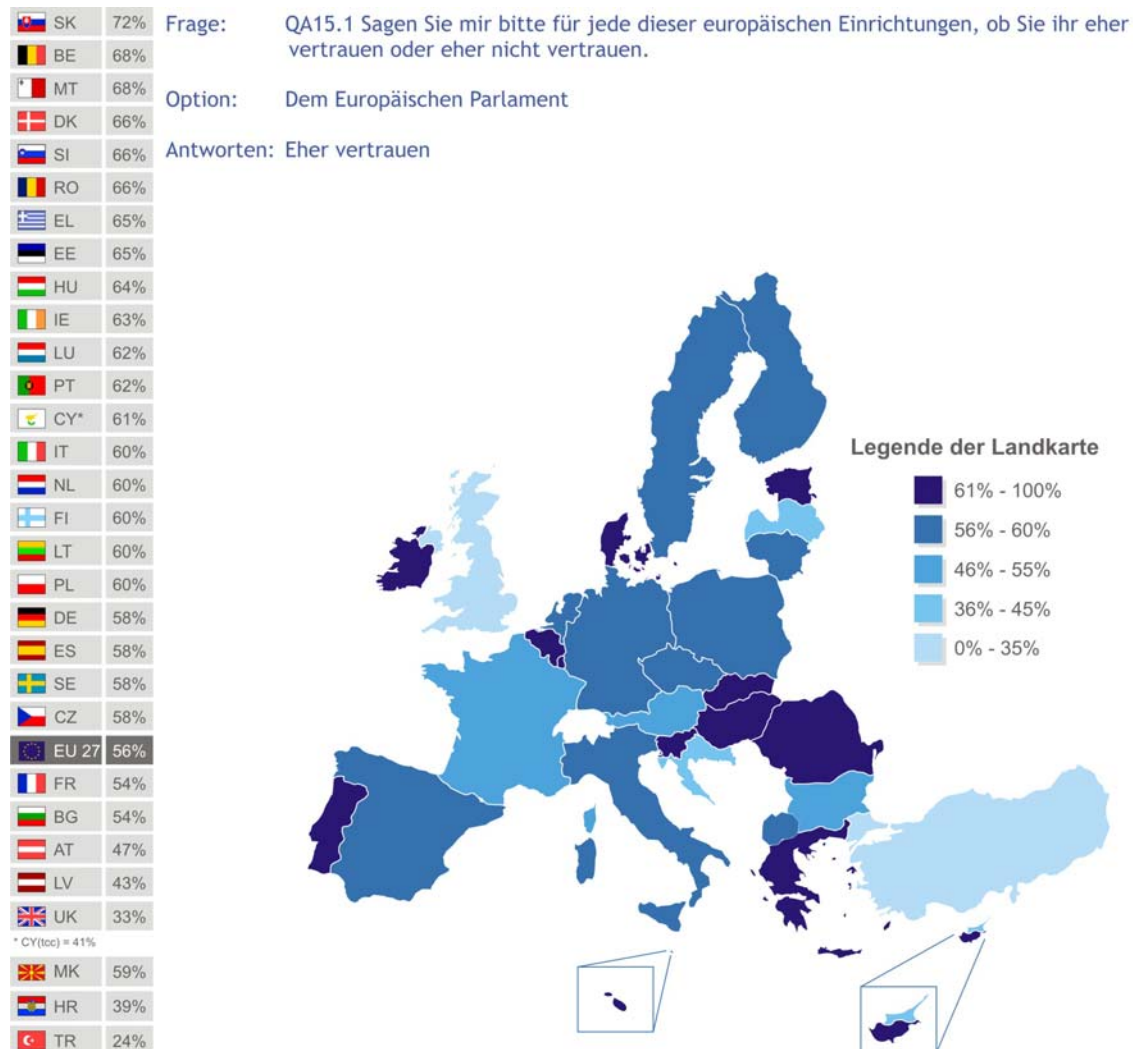 SK 72%
BE 68%
MT 68%
DK 66%
SI 66%
RO 66%
EL 65%
EE 65%
HU 64%
IE 63%
LU 62%
PT 62%
CY* 61%
IT 60%
NL 60%
FI 60%
LT 60%
PL 60%
DE 58%
ES 58%
SE 58%
CZ 58%
EU 27 56%
FR 54%
BG 54%
AT 47%
LV 43%
UK 33%
* CY(tcc) = 41%
MK 59%
HR 39%
TR 24%
Frage: QA15.1 Sagen Sie mir bitte für jede dieser europäischen Einrichtungen, ob Sie ihr eher
vertrauen oder eher nicht vertrauen.
Option: Dem Europäischen Parlament
Antworten: Eher vertrauen
Legende der Landkarte
61% - 100%
56% - 60%
46% - 55%
36% - 45%
0% - 35%